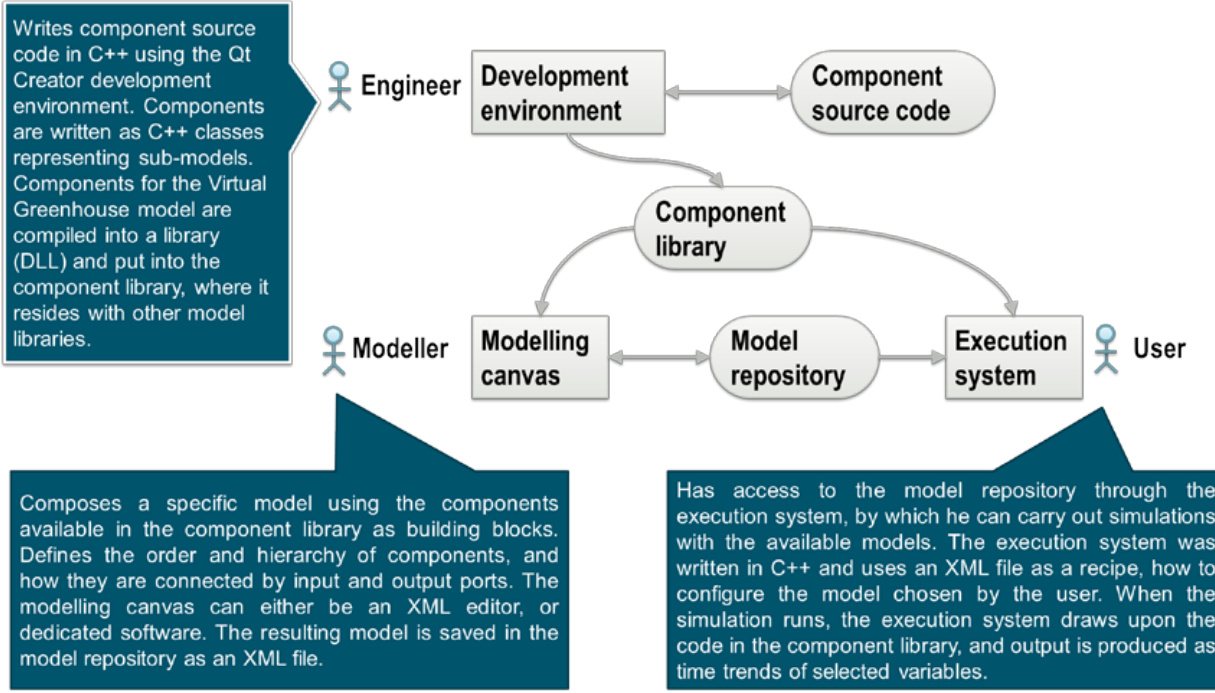 Writes component source
code in C++ using the Qt
Creator development
environment. Components
are written as C++ classes
representing sub-models.
Components for the Virtual
Greenhouse model are
compiled into a library
(DLL) and put into the
component library, where it
resides with other model
libraries.
Engineer
Development
environment
Component
source code
Component
library
Modeller
Modelling
canvas
Model
repository
Execution
system
User
Composes a specific model using the components
available in the component library as building blocks.
Defines the order and hierarchy of components, and
how they are connected by input and output ports. The
modelling canvas can either be an XML editor, or
dedicated software. The resulting model is saved in the
model repository as an XML file.
Has access to the model repository through the
execution system, by which he can carry out simulations
with the available models. The execution system was
written in C++ and uses an XML file as a recipe, how to
configure the model chosen by the user. When the
simulation runs, the execution system draws upon the
code in the component library, and output is produced as
time trends of selected variables.